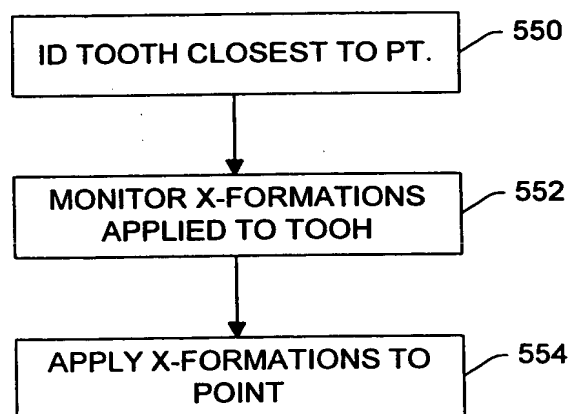 ID TOOTH CLOSEST TO PT.
550
MONITOR X-FORMATIONS
APPLIED TO TOOH
552
APPLY X-FORMATIONS TO
POINT
554